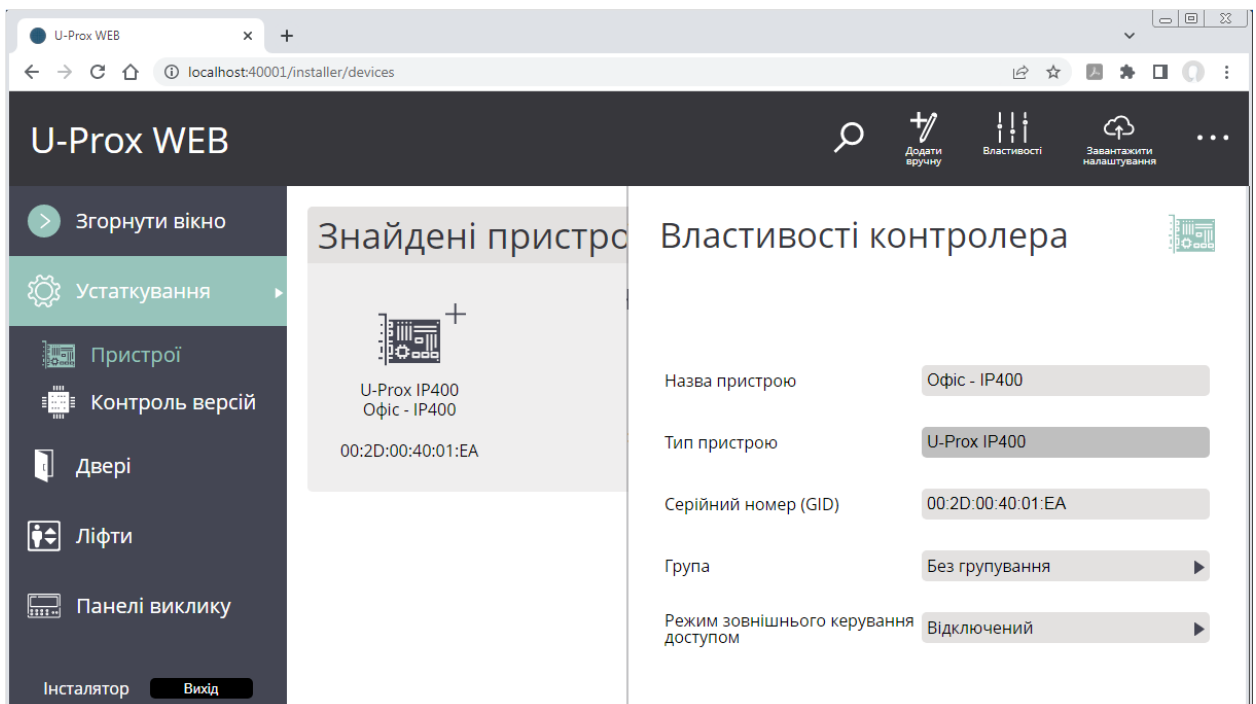 U-Prox WEB
localhost:40001/installer/devices
U-Prox WEB
Додати
вручну
Властивості
Завантажити
налаштування
Згорнути вікно
Устаткування
Пристрої
Контроль версій
Двері
Ліфти
Панелі виклику
Інсталятор
Вихід
Знайдені пристро
U-Prox IP400
Офіс - IP400
00:2D:00:40:01:EA
Властивості контролера
Назва пристрою Офіс - IP400
Тип пристрою U-Prox IP400
Серійний номер (GID) 00:2D:00:40:01:EA
Група Без групування
Режим зовнішнього керування
доступом Відключений